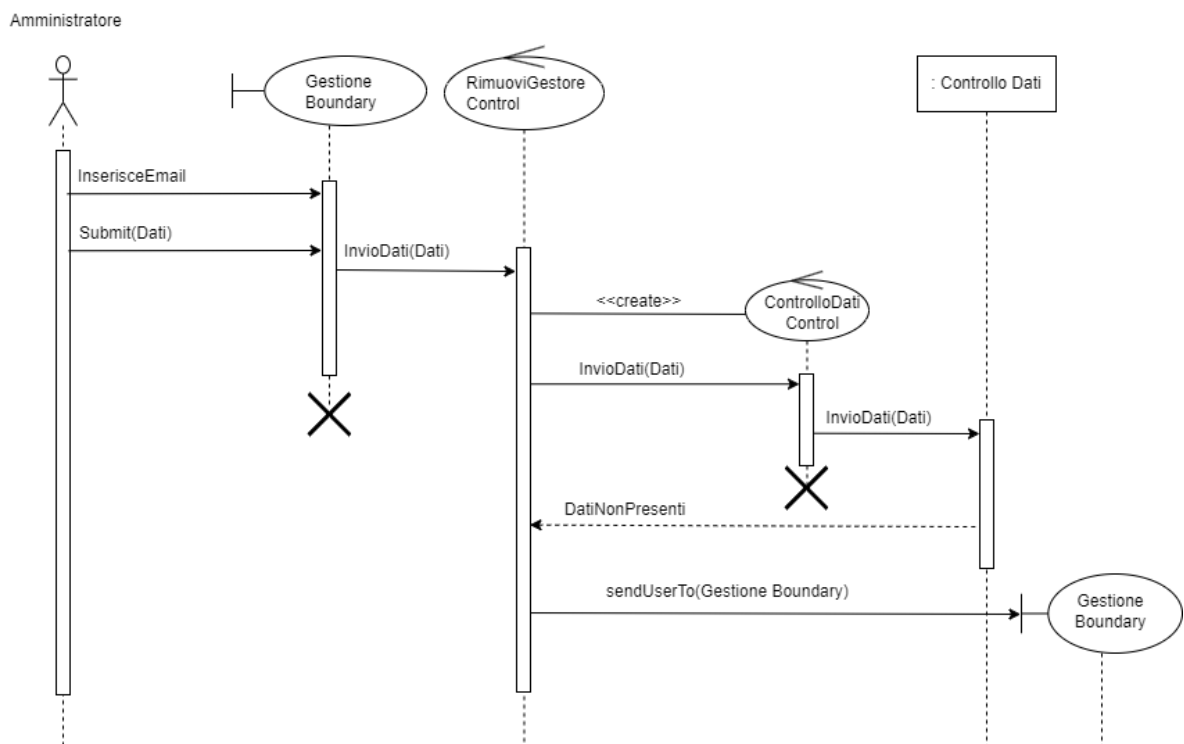 Amministratore
Gestione
Boundary
RimuoviGestore
Control
: Controllo Dati
InserisceEmail
Submit(Dati)
InvioDati(Dati)
<<create>>
ControlloDati
Control
InvioDati(Dati)
InvioDati(Dati)
DatiNonPresenti
sendUserTo(Gestione Boundary)
Gestione
Boundary